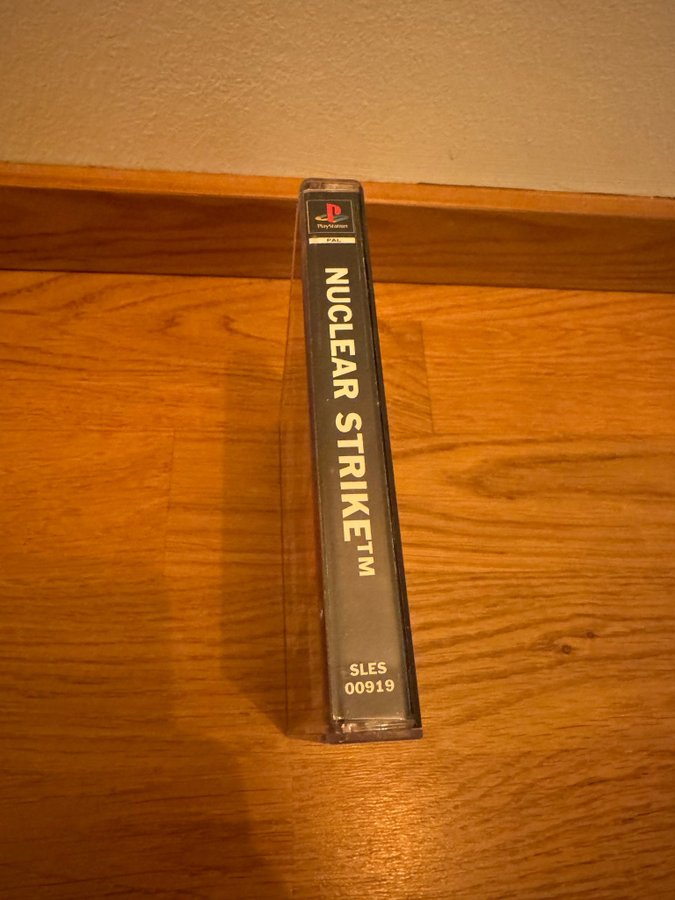 PlayStation
PAL
NUCLEAR STRIKE™
SLES
00919